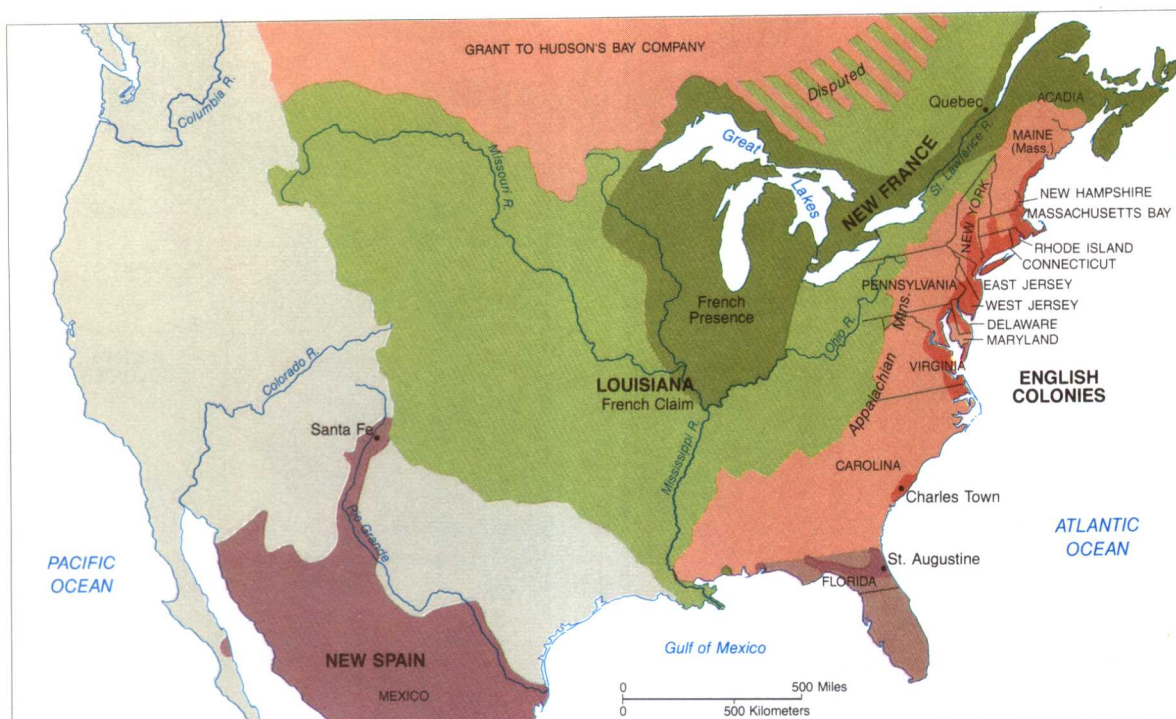 GRANT TO HUDSON'S BAY COMPANY
Disputed
Quebec
ACADIA
Columbia R.
Missouri R.
Great
Lakes
NEW FRANCE
St. Lawrence R.
MAINE
(Mass.)
NEW YORK
NEW HAMPSHIRE
MASSACHUSETTS BAY
RHODE ISLAND
CONNECTICUT
PENNSYLVANIA
EAST JERSEY
WEST JERSEY
DELAWARE
MARYLAND
French
Presence
Ohio R.
Appalachian Mtns.
VIRGINIA
ENGLISH
COLONIES
Colorado R.
LOUISIANA
French Claim
Santa Fe
Mississippi R.
CAROLINA
Charles Town
Rio Grande
ATLANTIC
OCEAN
PACIFIC
OCEAN
St. Augustine
FLORIDA
Gulf of Mexico
NEW SPAIN
MEXICO
0 500 Miles
0 500 Kilometers